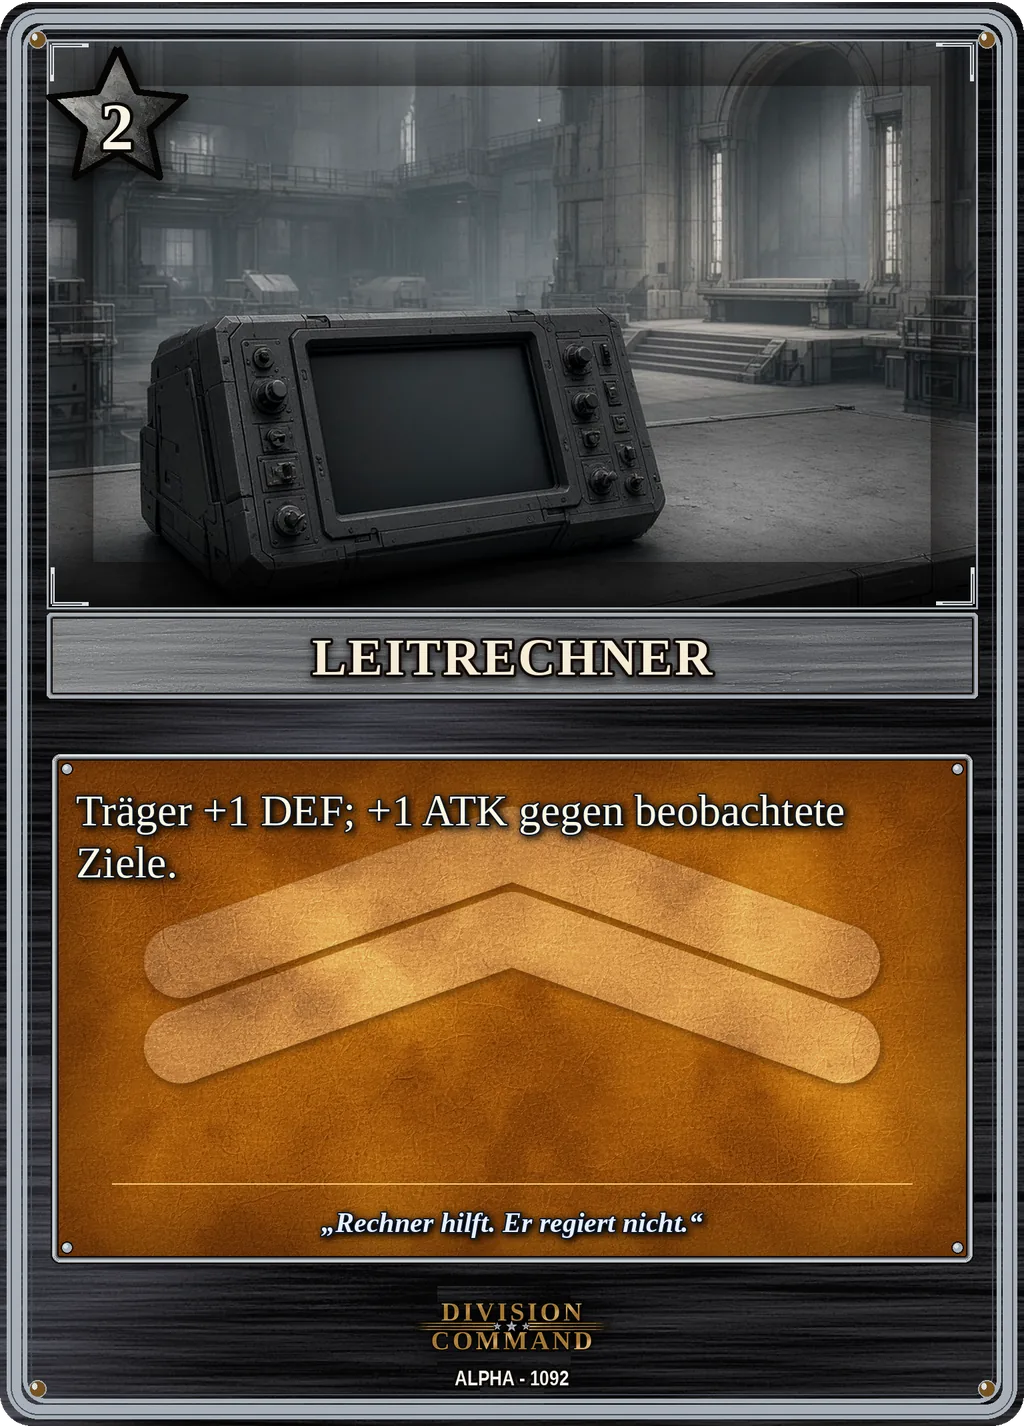 2
LEITRECHNER
Träger +1 DEF; +1 ATK gegen beobachtete
Ziele.
„Rechner hilft. Er regiert nicht.“
DIVISION
COMMAND
ALPHA - 1092